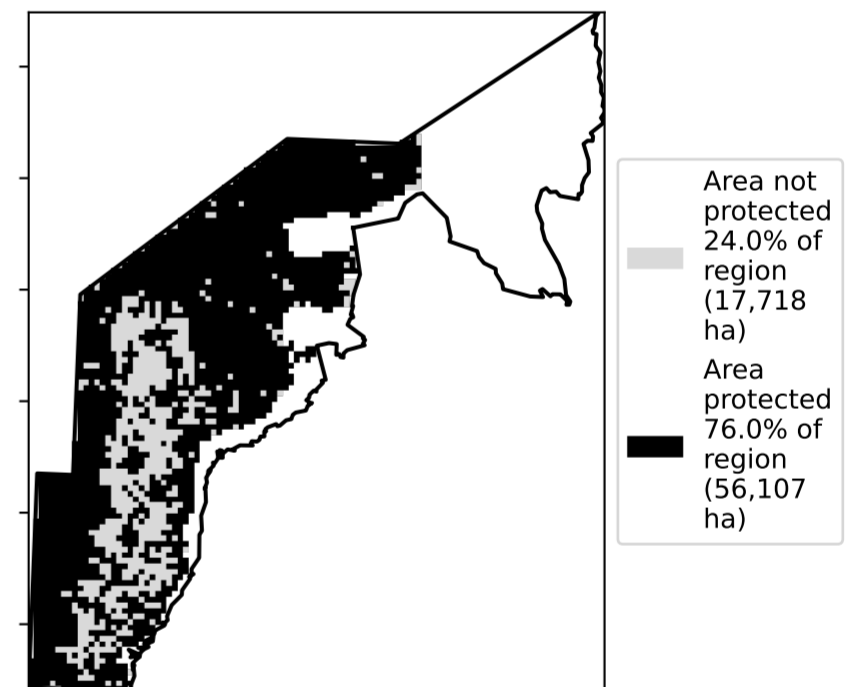 Area not
protected
24.0% of
region
(17,718
ha)
Area
protected
76.0% of
region
(56,107
ha)